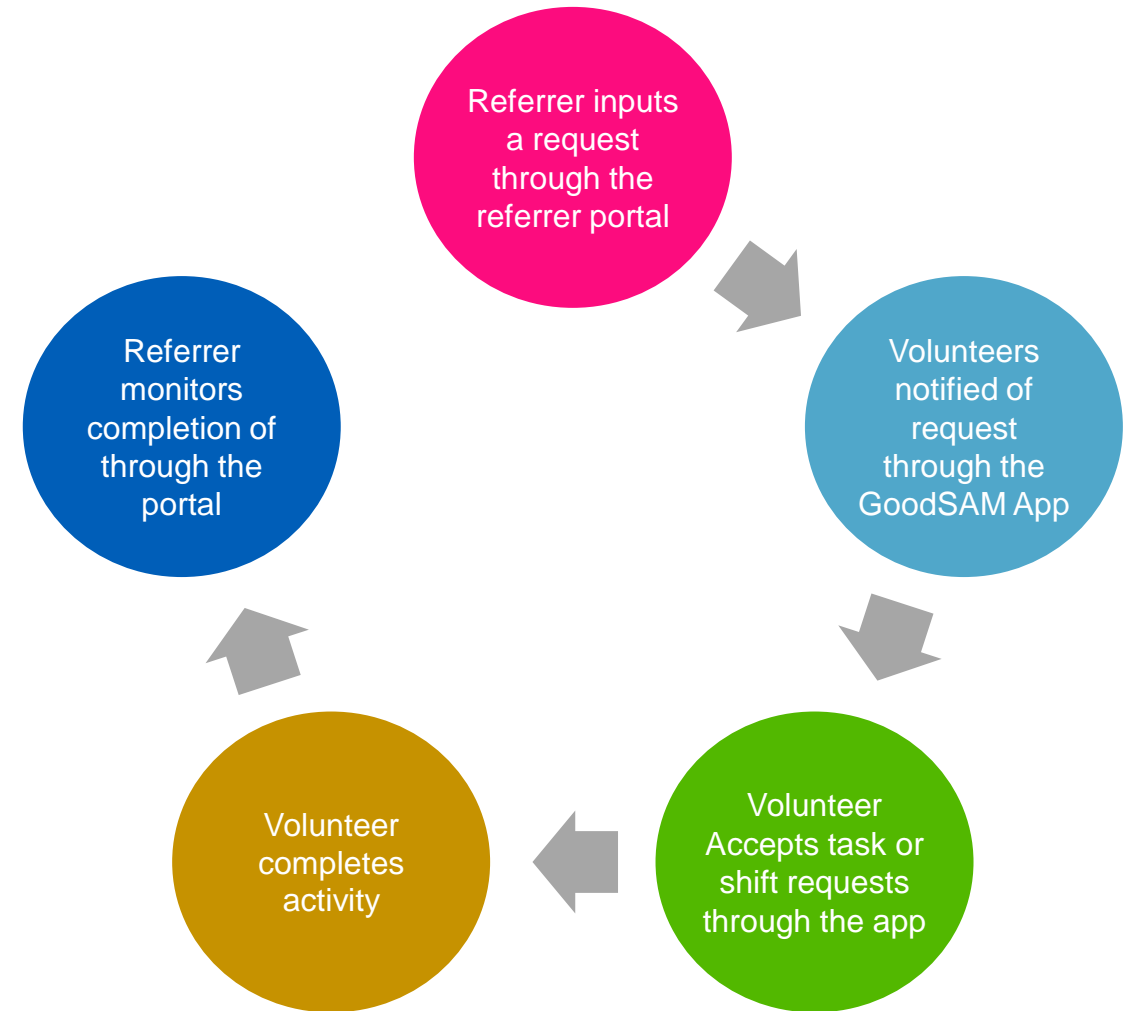 Referrer inputs
a request
through the
referrer portal
Volunteers
notified of
request
through the
GoodSAM App
Volunteer
Accepts task or
shift requests
through the app
Volunteer
completes
activity
Referrer
monitors
completion of
through the
portal